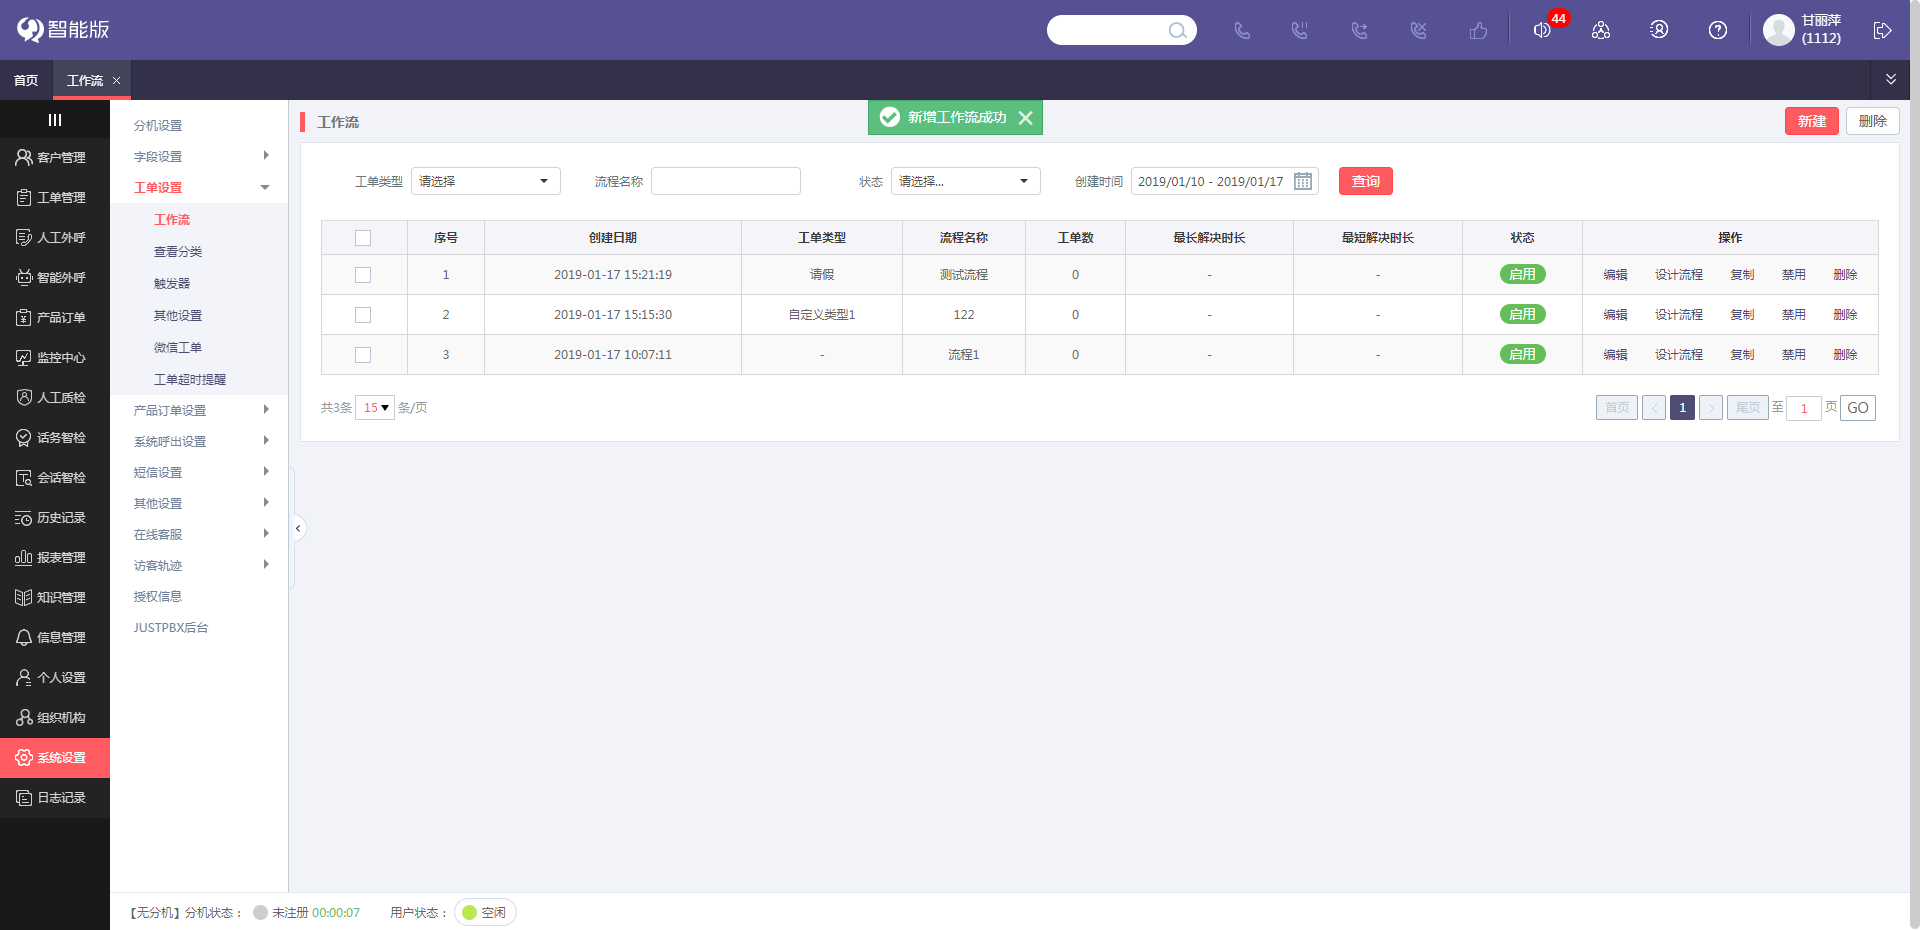 智能版
44
甘丽萍
(1112)
首页
工作流
客户管理
工单管理
人工外呼
智能外呼
产品订单
监控中心
人工质检
话务智检
会话智检
历史记录
报表管理
知识管理
信息管理
个人设置
组织机构
系统设置
日志记录
分机设置
字段设置
工单设置
工作流
查看分类
触发器
其他设置
微信工单
工单超时提醒
产品订单设置
系统呼出设置
短信设置
其他设置
在线客服
访客轨迹
授权信息
JUSTPBX后台
工作流
新增工作流成功
新建 删除
工单类型 请选择 流程名称 状态 请选择... 创建时间 2019/01/10 - 2019/01/17 查询
序号 创建日期 工单类型 流程名称 工单数 最长解决时长 最短解决时长 状态 操作
1 2019-01-17 15:21:19 请假 测试流程 0 - - 启用 编辑 设计流程 复制 禁用 删除
2 2019-01-17 15:15:30 自定义类型1 122 0 - - 启用 编辑 设计流程 复制 禁用 删除
3 2019-01-17 10:07:11 - 流程1 0 - - 启用 编辑 设计流程 复制 禁用 删除
共3条 15 条/页 首页 < 1 > 尾页 至 1 页 GO
【无分机】分机状态： 未注册 00:00:07 用户状态： 空闲